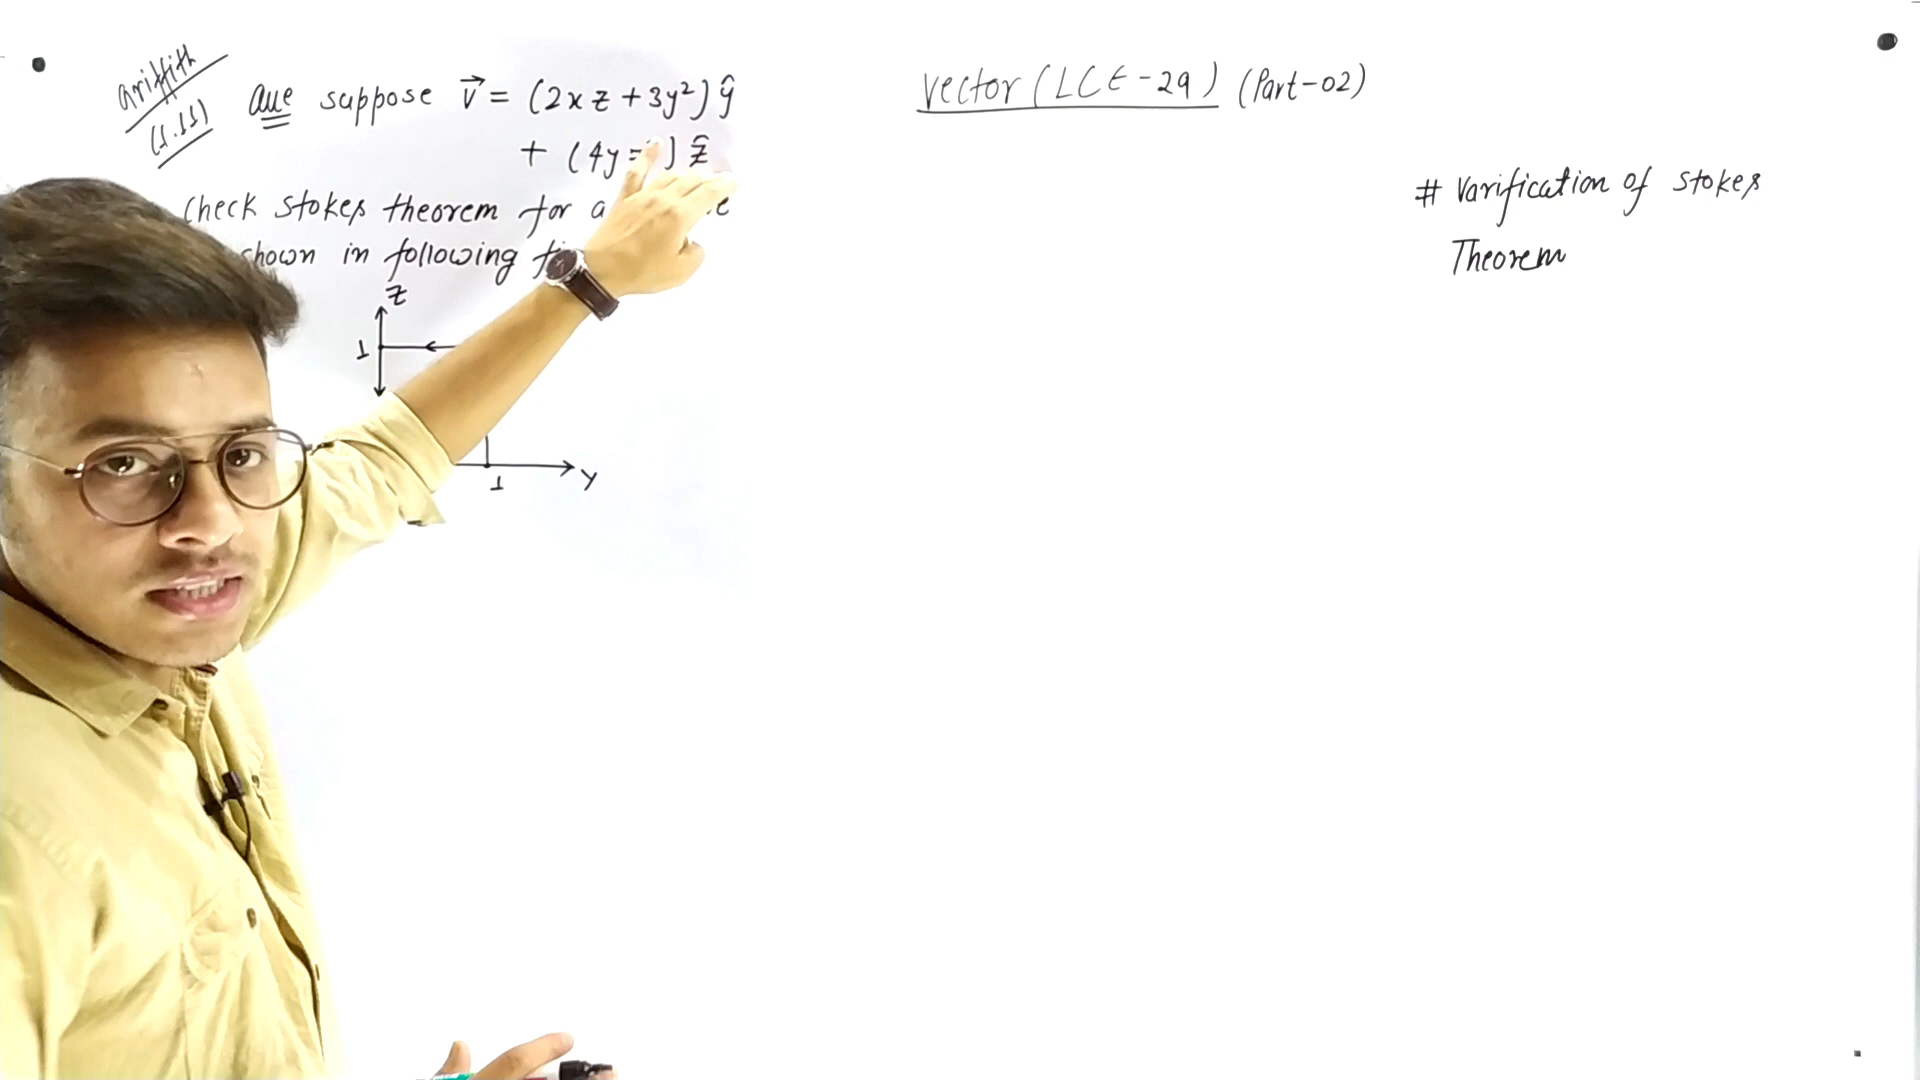 Griffith
(1.11)
Que suppose v⃗ = (2xz + 3y²) ŷ
+ (4yz ) ẑ
check stokes theorem for a
shown in following
z
1
1
y
Vector (LCE-29) (Part-02)
# Varification of stokes
Theorem